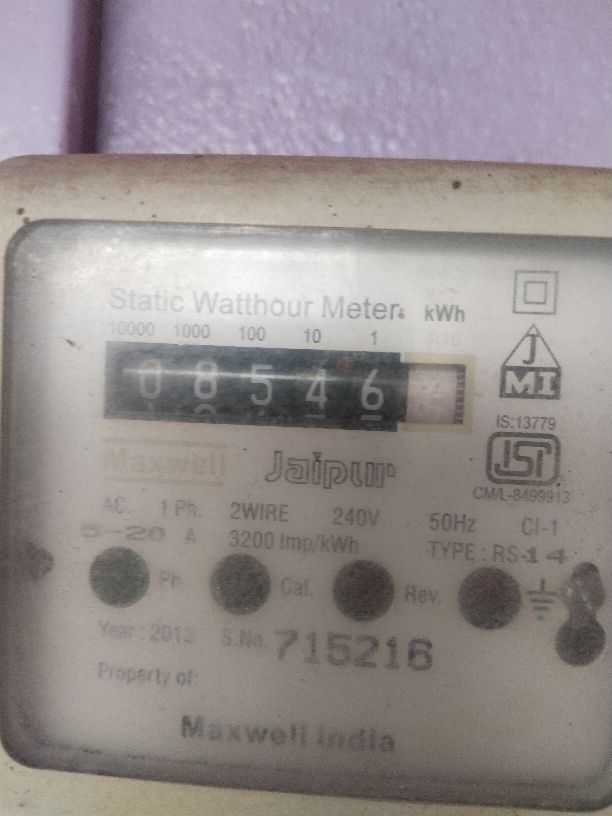 Static Watthour Meter kWh
10000 1000 100 10 1
0 8 5 4 6
J
MI
IS:13779
ISI
CM/L-8499913
Maxwell Jaipur
AC. 1 Ph. 2WIRE 240V 50Hz Cl-1
5-20 A 3200 Imp/kWh TYPE : RS-14
Ph. Cal. Rev.
Year : 2013 S.No. 715216
Property of:
Maxwell India